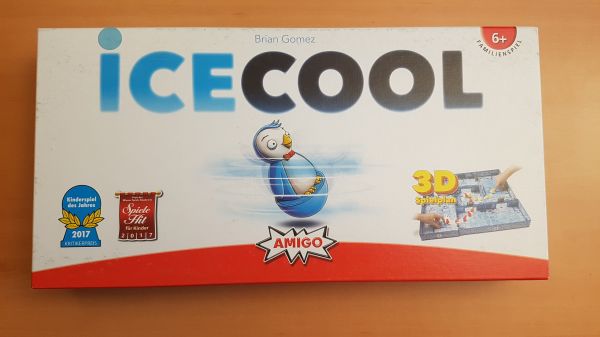 Brian Gomez
ICECOOL
6+
FAMILIENSPIEL
3D
Spielplan
Kinderspiel
des Jahres
2017
KRITIKERPREIS
Spiele
Hit
für Kinder
2017
AMIGO